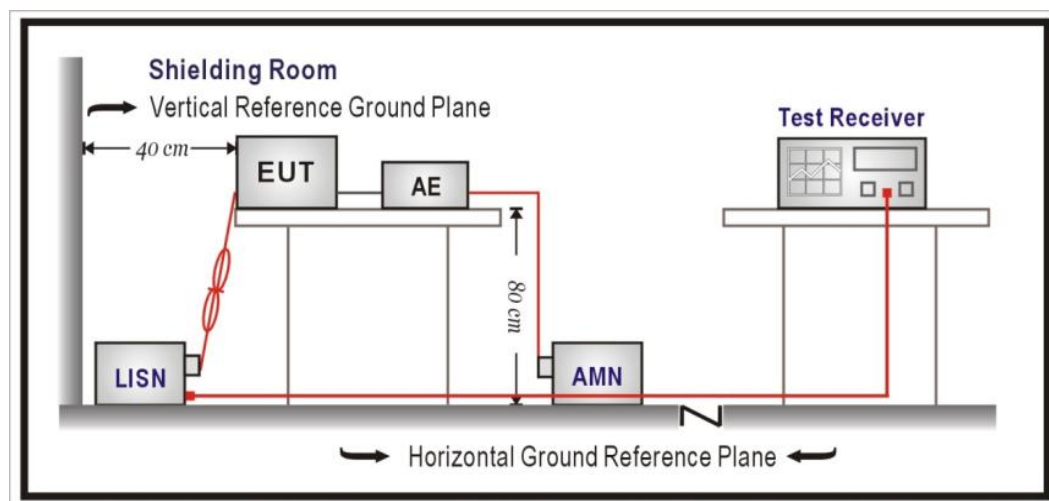 Shielding Room
Vertical Reference Ground Plane
Test Receiver
40 cm
EUT
AE
80 cm
LISN
AMN
Horizontal Ground Reference Plane